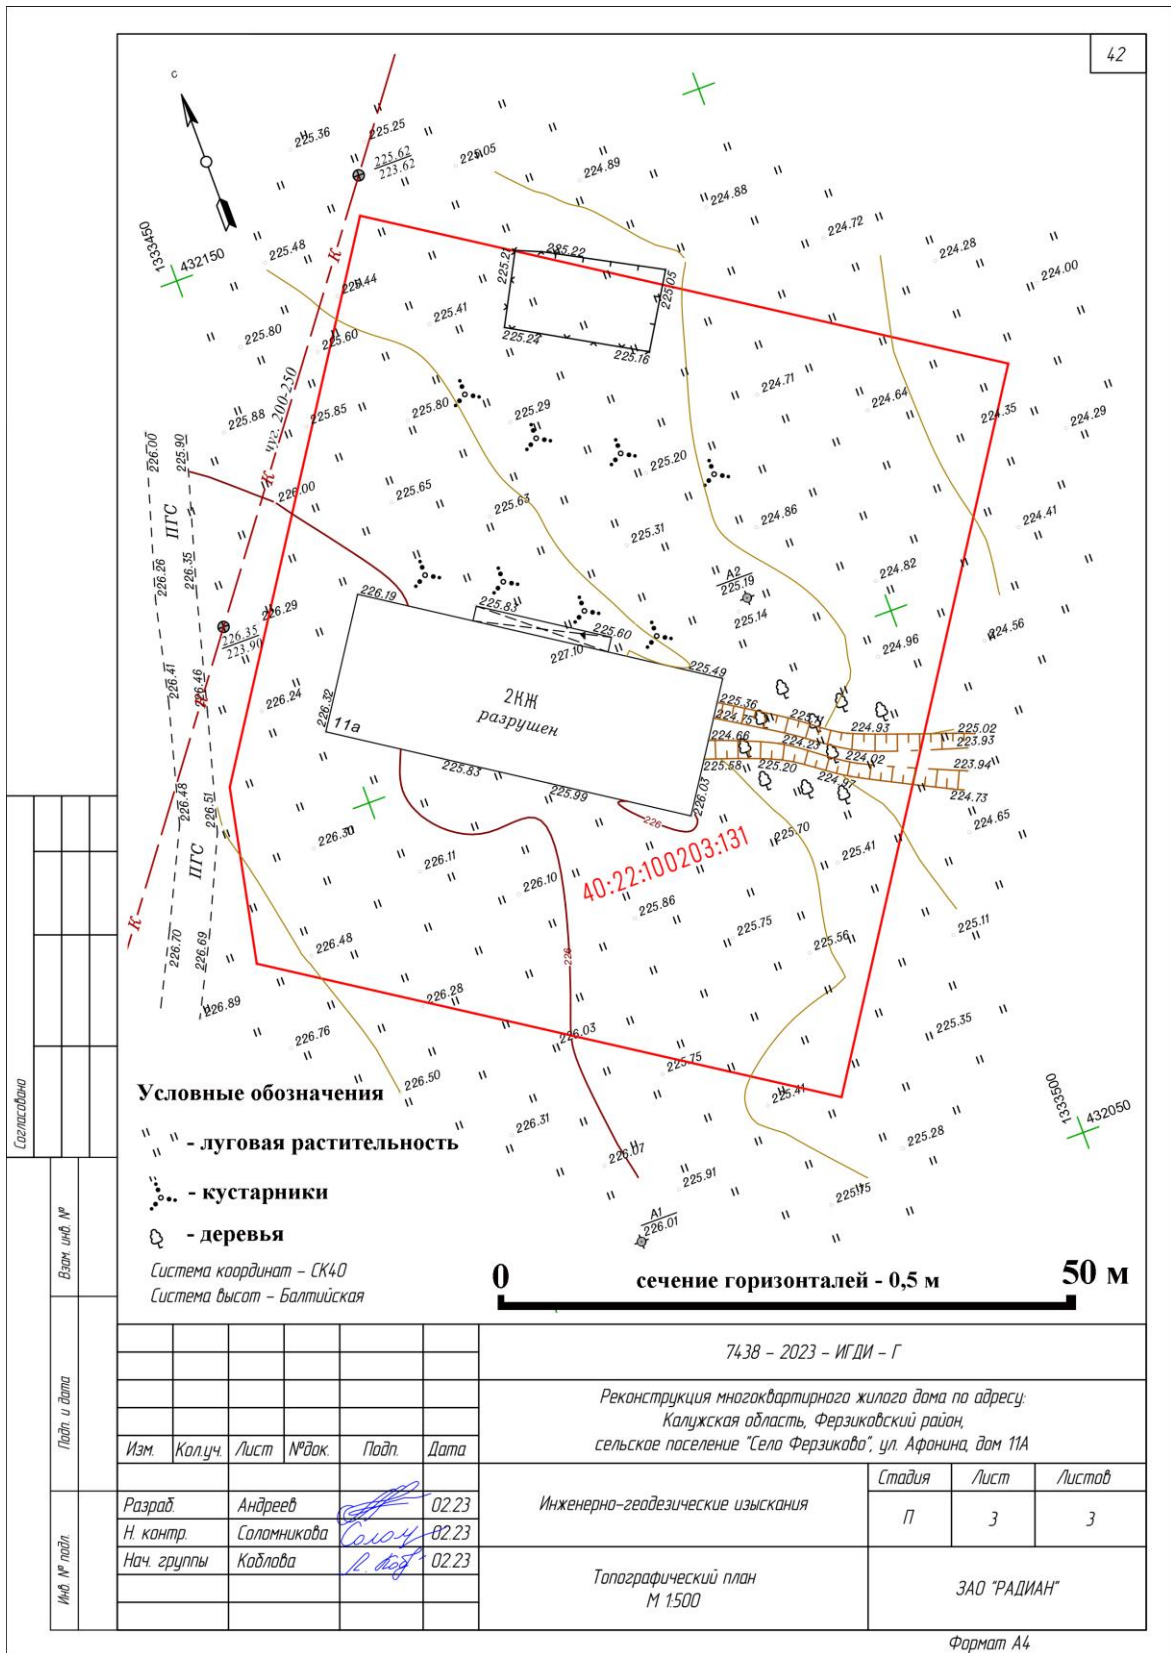 42
с
225.36
225.25
225.62
223.62
225.05
224.89
224.88
224.72
224.28
224.00
1333450
432150
225.48
К
225.44
225.41
225.25
225.22
225.05
225.24
225.16
225.80
225.60
чуг. 200-250
225.88
225.85
225.80
225.29
224.71
224.64
224.35
224.29
226.00
225.90
К
226.00
225.65
225.63
225.20
225.31
224.86
224.41
ПГС
226.26
226.35
226.29
226.35
223.90
226.19
225.83
225.60
227.10
225.49
А2
225.19
225.14
224.82
224.96
224.56
226.41
226.46
К
226.24
226.32
11а
2КЖ
разрушен
225.36
224.75
224.93
225.02
223.93
224.66
224.23
224.02
223.94
225.58
225.20
224.97
224.73
225.83
225.99
226.03
226
226.48
226.51
226.30
226.11
226.10
40:22:100203:131
225.70
225.41
224.65
ПГС
К
226.70
226.69
226.48
225.86
225.75
225.56
225.11
226
226.89
226.28
226.76
226.03
225.75
225.35
226.50
225.41
1333500
432050
226.31
226.07
225.91
225.28
225.75
А1
226.01
Условные обозначения
- луговая растительность
- кустарники
- деревья
Система координат – СК40
Система высот – Балтийская
0 сечение горизонталей - 0,5 м 50 м
Согласовано
Взам. инв. №
Подп. и дата
Инв. № подл.
7438 – 2023 – ИГДИ – Г
Реконструкция многоквартирного жилого дома по адресу:
Калужская область, Ферзиковский район,
сельское поселение "Село Ферзиково", ул. Афонина, дом 11А
Изм. Кол.уч. Лист №док. Подп. Дата
Разраб. Андреев 02.23
Н. контр. Соломникова Солом 02.23
Нач. группы Коблова 02.23
Инженерно-геодезические изыскания
Стадия Лист Листов
П 3 3
Топографический план
М 1:500
ЗАО "РАДИАН"
Формат А4